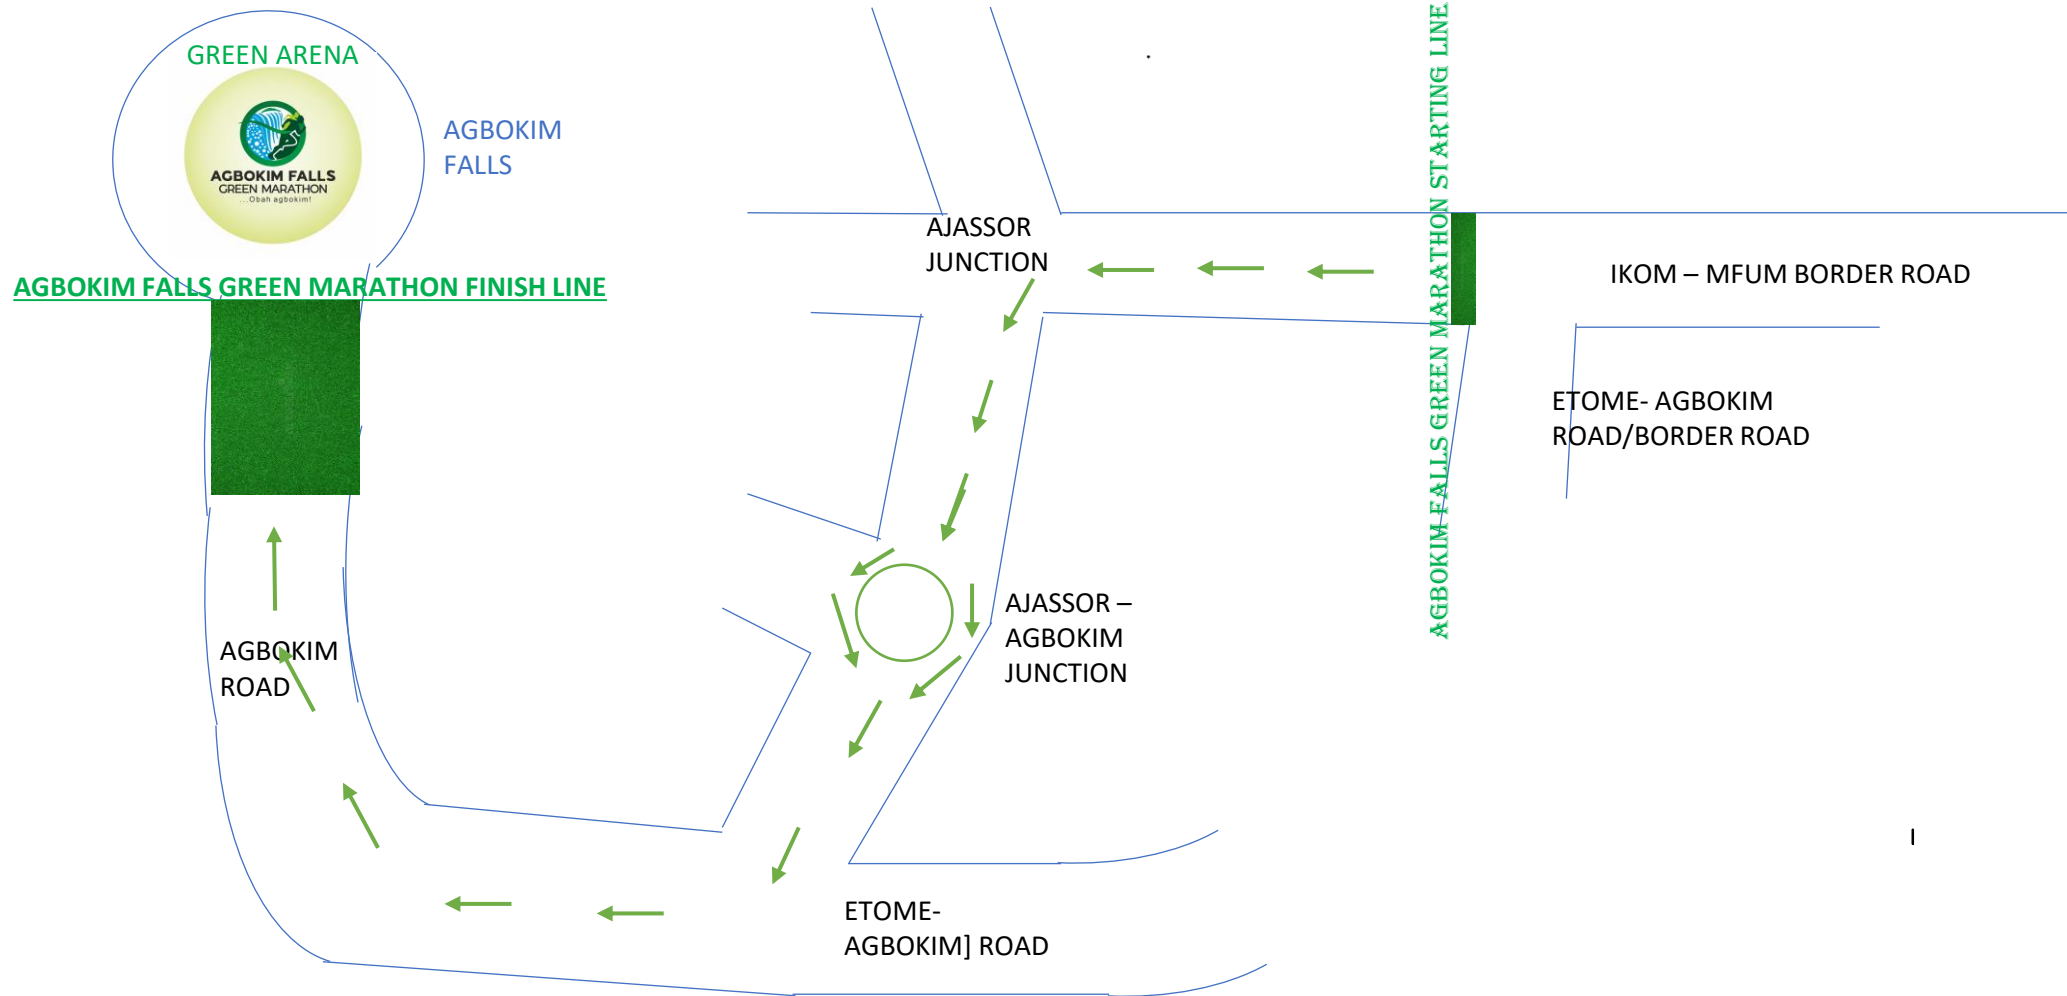 GREEN ARENA
AGBOKIM FALLS
GREEN MARATHON
...Obah agbokim!
AGBOKIM
FALLS
AGBOKIM FALLS GREEN MARATHON FINISH LINE
AJASSOR
JUNCTION
AGBOKIM FALLS GREEN MARATHON STARTING LINE
IKOM – MFUM BORDER ROAD
ETOME- AGBOKIM
ROAD/BORDER ROAD
AJASSOR –
AGBOKIM
JUNCTION
AGBOKIM
ROAD
ETOME-
AGBOKIM] ROAD